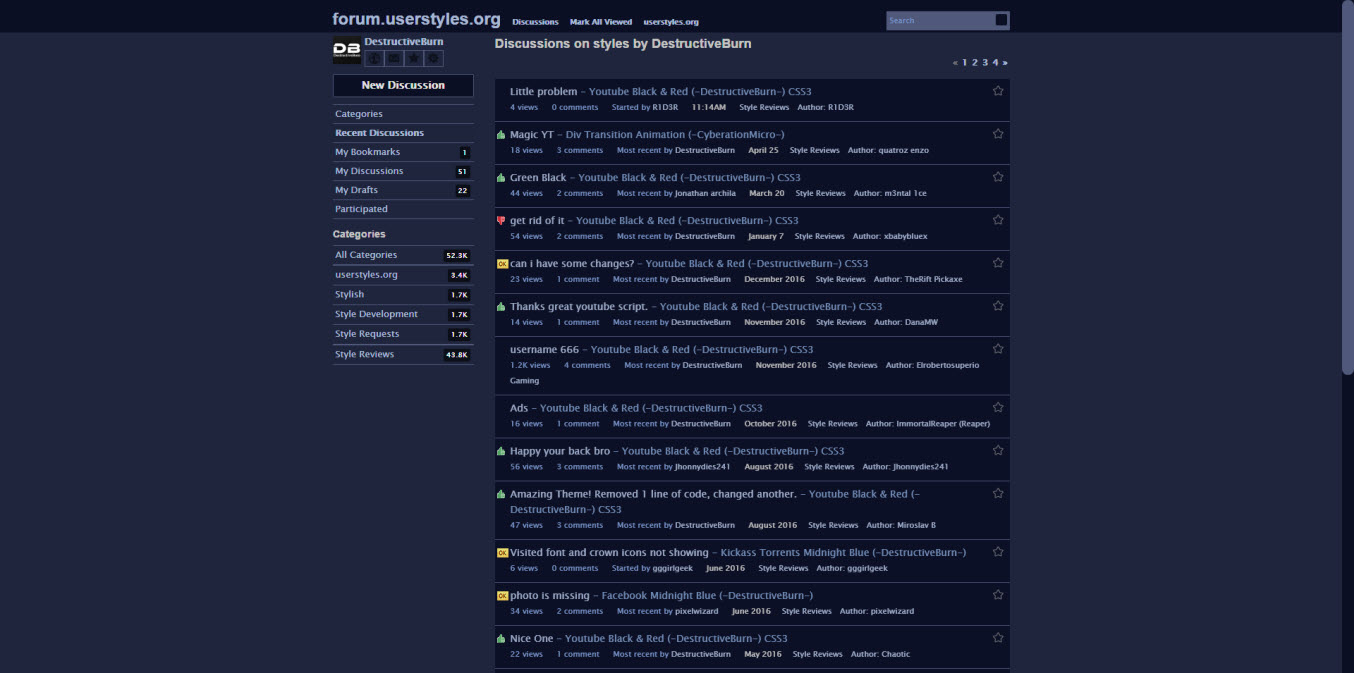 forum.userstyles.org Discussions Mark All Viewed userstyles.org Search
DB
DestructiveBurn
New Discussion
Categories
Recent Discussions
My Bookmarks 1
My Discussions 51
My Drafts 22
Participated
Categories
All Categories 52.3K
userstyles.org 3.4K
Stylish 1.7K
Style Development 1.7K
Style Requests 1.7K
Style Reviews 43.8K
Discussions on styles by DestructiveBurn
« 1 2 3 4 »
Little problem – Youtube Black & Red (~DestructiveBurn~) CSS3
4 views 0 comments Started by R1D3R 11:14AM Style Reviews Author: R1D3R
Magic YT – Div Transition Animation (~CyberationMicro~)
18 views 3 comments Most recent by DestructiveBurn April 25 Style Reviews Author: quatroz enzo
Green Black – Youtube Black & Red (~DestructiveBurn~) CSS3
44 views 2 comments Most recent by Jonathan archila March 20 Style Reviews Author: m3ntal 1ce
get rid of it – Youtube Black & Red (~DestructiveBurn~) CSS3
54 views 2 comments Most recent by DestructiveBurn January 7 Style Reviews Author: xbabybluex
OK can i have some changes? – Youtube Black & Red (~DestructiveBurn~) CSS3
23 views 1 comment Most recent by DestructiveBurn December 2016 Style Reviews Author: TheRift Pickaxe
Thanks great youtube script. – Youtube Black & Red (~DestructiveBurn~) CSS3
14 views 1 comment Most recent by DestructiveBurn November 2016 Style Reviews Author: DanaMW
username 666 – Youtube Black & Red (~DestructiveBurn~) CSS3
1.2K views 4 comments Most recent by DestructiveBurn November 2016 Style Reviews Author: Elrobertosuperio
Gaming
Ads – Youtube Black & Red (~DestructiveBurn~) CSS3
16 views 1 comment Most recent by DestructiveBurn October 2016 Style Reviews Author: ImmortalReaper (Reaper)
Happy your back bro – Youtube Black & Red (~DestructiveBurn~) CSS3
56 views 3 comments Most recent by Jhonnydies241 August 2016 Style Reviews Author: Jhonnydies241
Amazing Theme! Removed 1 line of code, changed another. – Youtube Black & Red (~
DestructiveBurn~) CSS3
47 views 3 comments Most recent by DestructiveBurn August 2016 Style Reviews Author: Miroslav B
OK Visited font and crown icons not showing – Kickass Torrents Midnight Blue (~DestructiveBurn~)
6 views 0 comments Started by gggirlgeek June 2016 Style Reviews Author: gggirlgeek
OK photo is missing – Facebook Midnight Blue (~DestructiveBurn~)
34 views 2 comments Most recent by pixelwizard June 2016 Style Reviews Author: pixelwizard
Nice One – Youtube Black & Red (~DestructiveBurn~) CSS3
22 views 1 comment Most recent by DestructiveBurn May 2016 Style Reviews Author: Chaotic